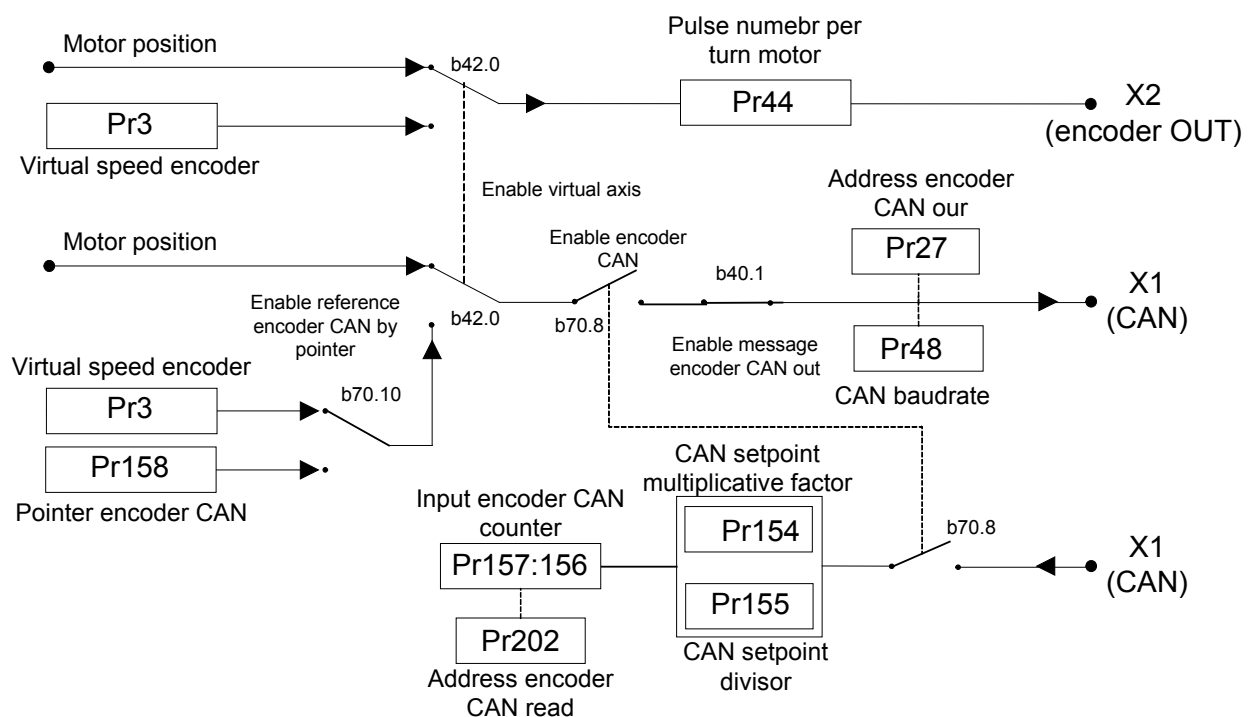 Motor position
b42.0
Pulse numebr per
turn motor
Pr44
X2
(encoder OUT)
Pr3
Virtual speed encoder
Enable virtual axis
Address encoder
CAN our
Motor position
Enable encoder
CAN
b40.1
Pr27
X1
(CAN)
Enable reference
encoder CAN by
pointer
b42.0
b70.8
Enable message
encoder CAN out
Pr48
CAN baudrate
Virtual speed encoder
Pr3
b70.10
Pr158
Pointer encoder CAN
CAN setpoint
multiplicative factor
Input encoder CAN
counter
Pr154
b70.8
X1
(CAN)
Pr157:156
Pr155
Pr202
CAN setpoint
divisor
Address encoder
CAN read